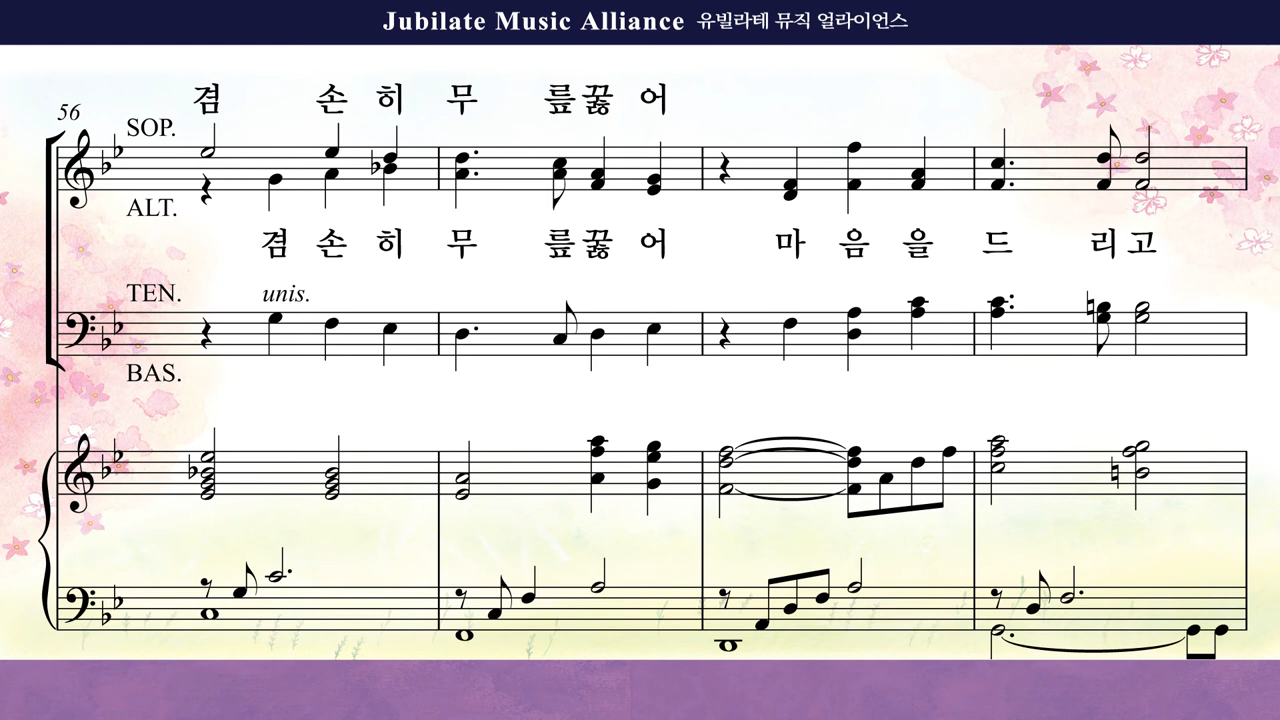 Jubilate Music Alliance 유빌라테 뮤직 얼라이언스
겸 손 히 무 릎 꿇 어
56
SOP.
ALT.
겸 손 히 무 릎 꿇 어 마 음 을 드 리 고
TEN. unis.
BAS.